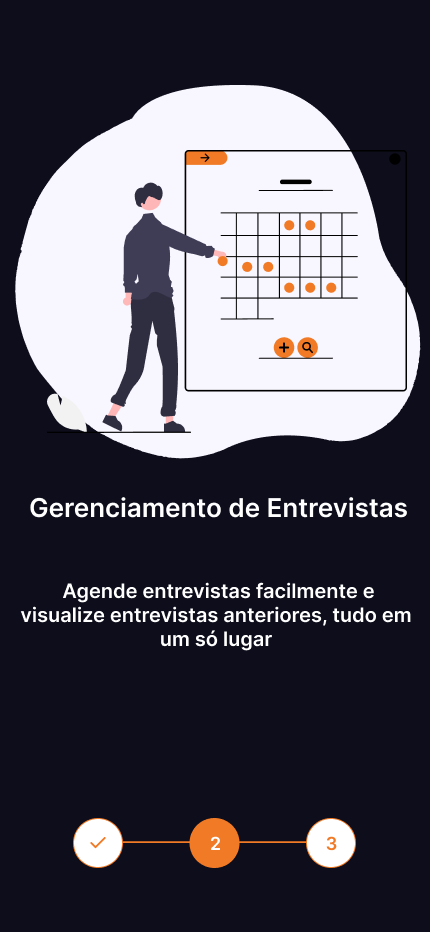 Gerenciamento de Entrevistas
Agende entrevistas facilmente e
visualize entrevistas anteriores, tudo em
um só lugar
2
3